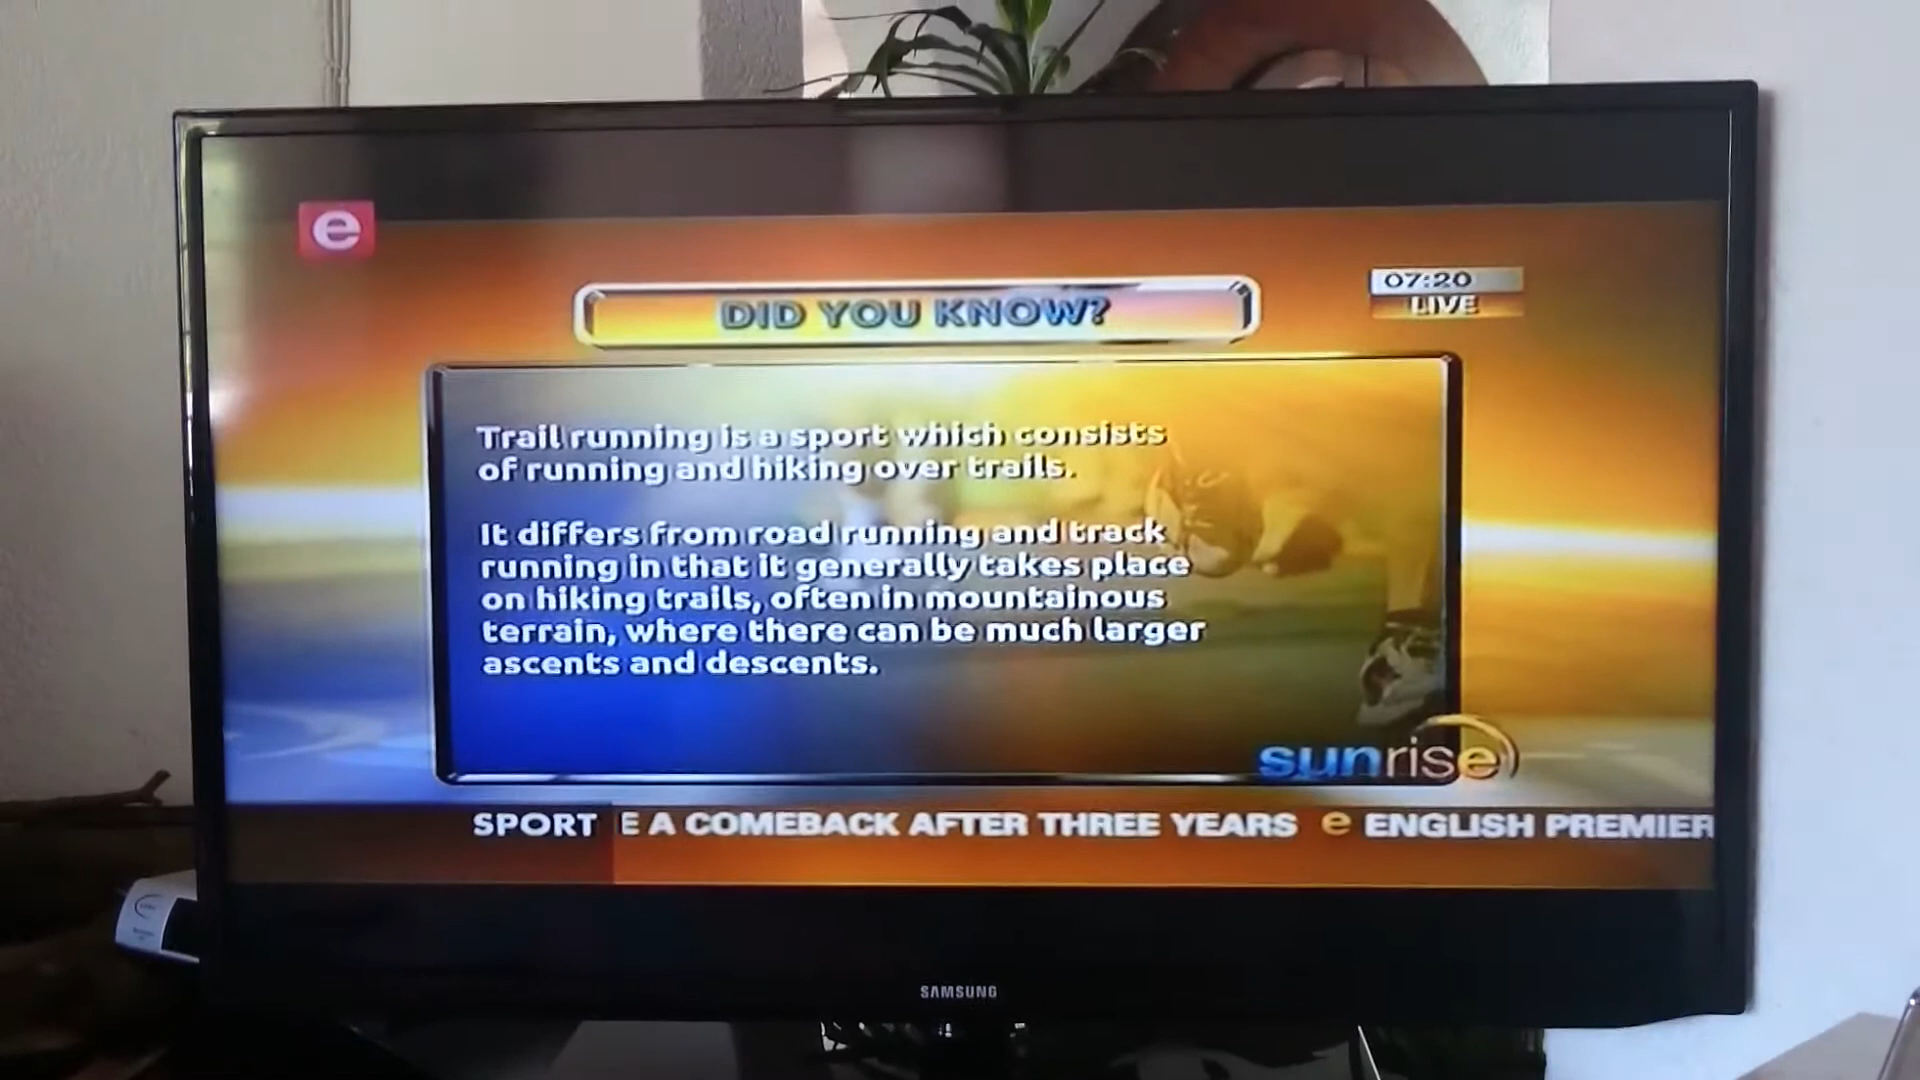 e
DID YOU KNOW?
07:20
LIVE
Trail running is a sport which consists
of running and hiking over trails.
It differs from road running and track
running in that it generally takes place
on hiking trails, often in mountainous
terrain, where there can be much larger
ascents and descents.
sunrise
SPORT E A COMEBACK AFTER THREE YEARS e ENGLISH PREMIER
SAMSUNG